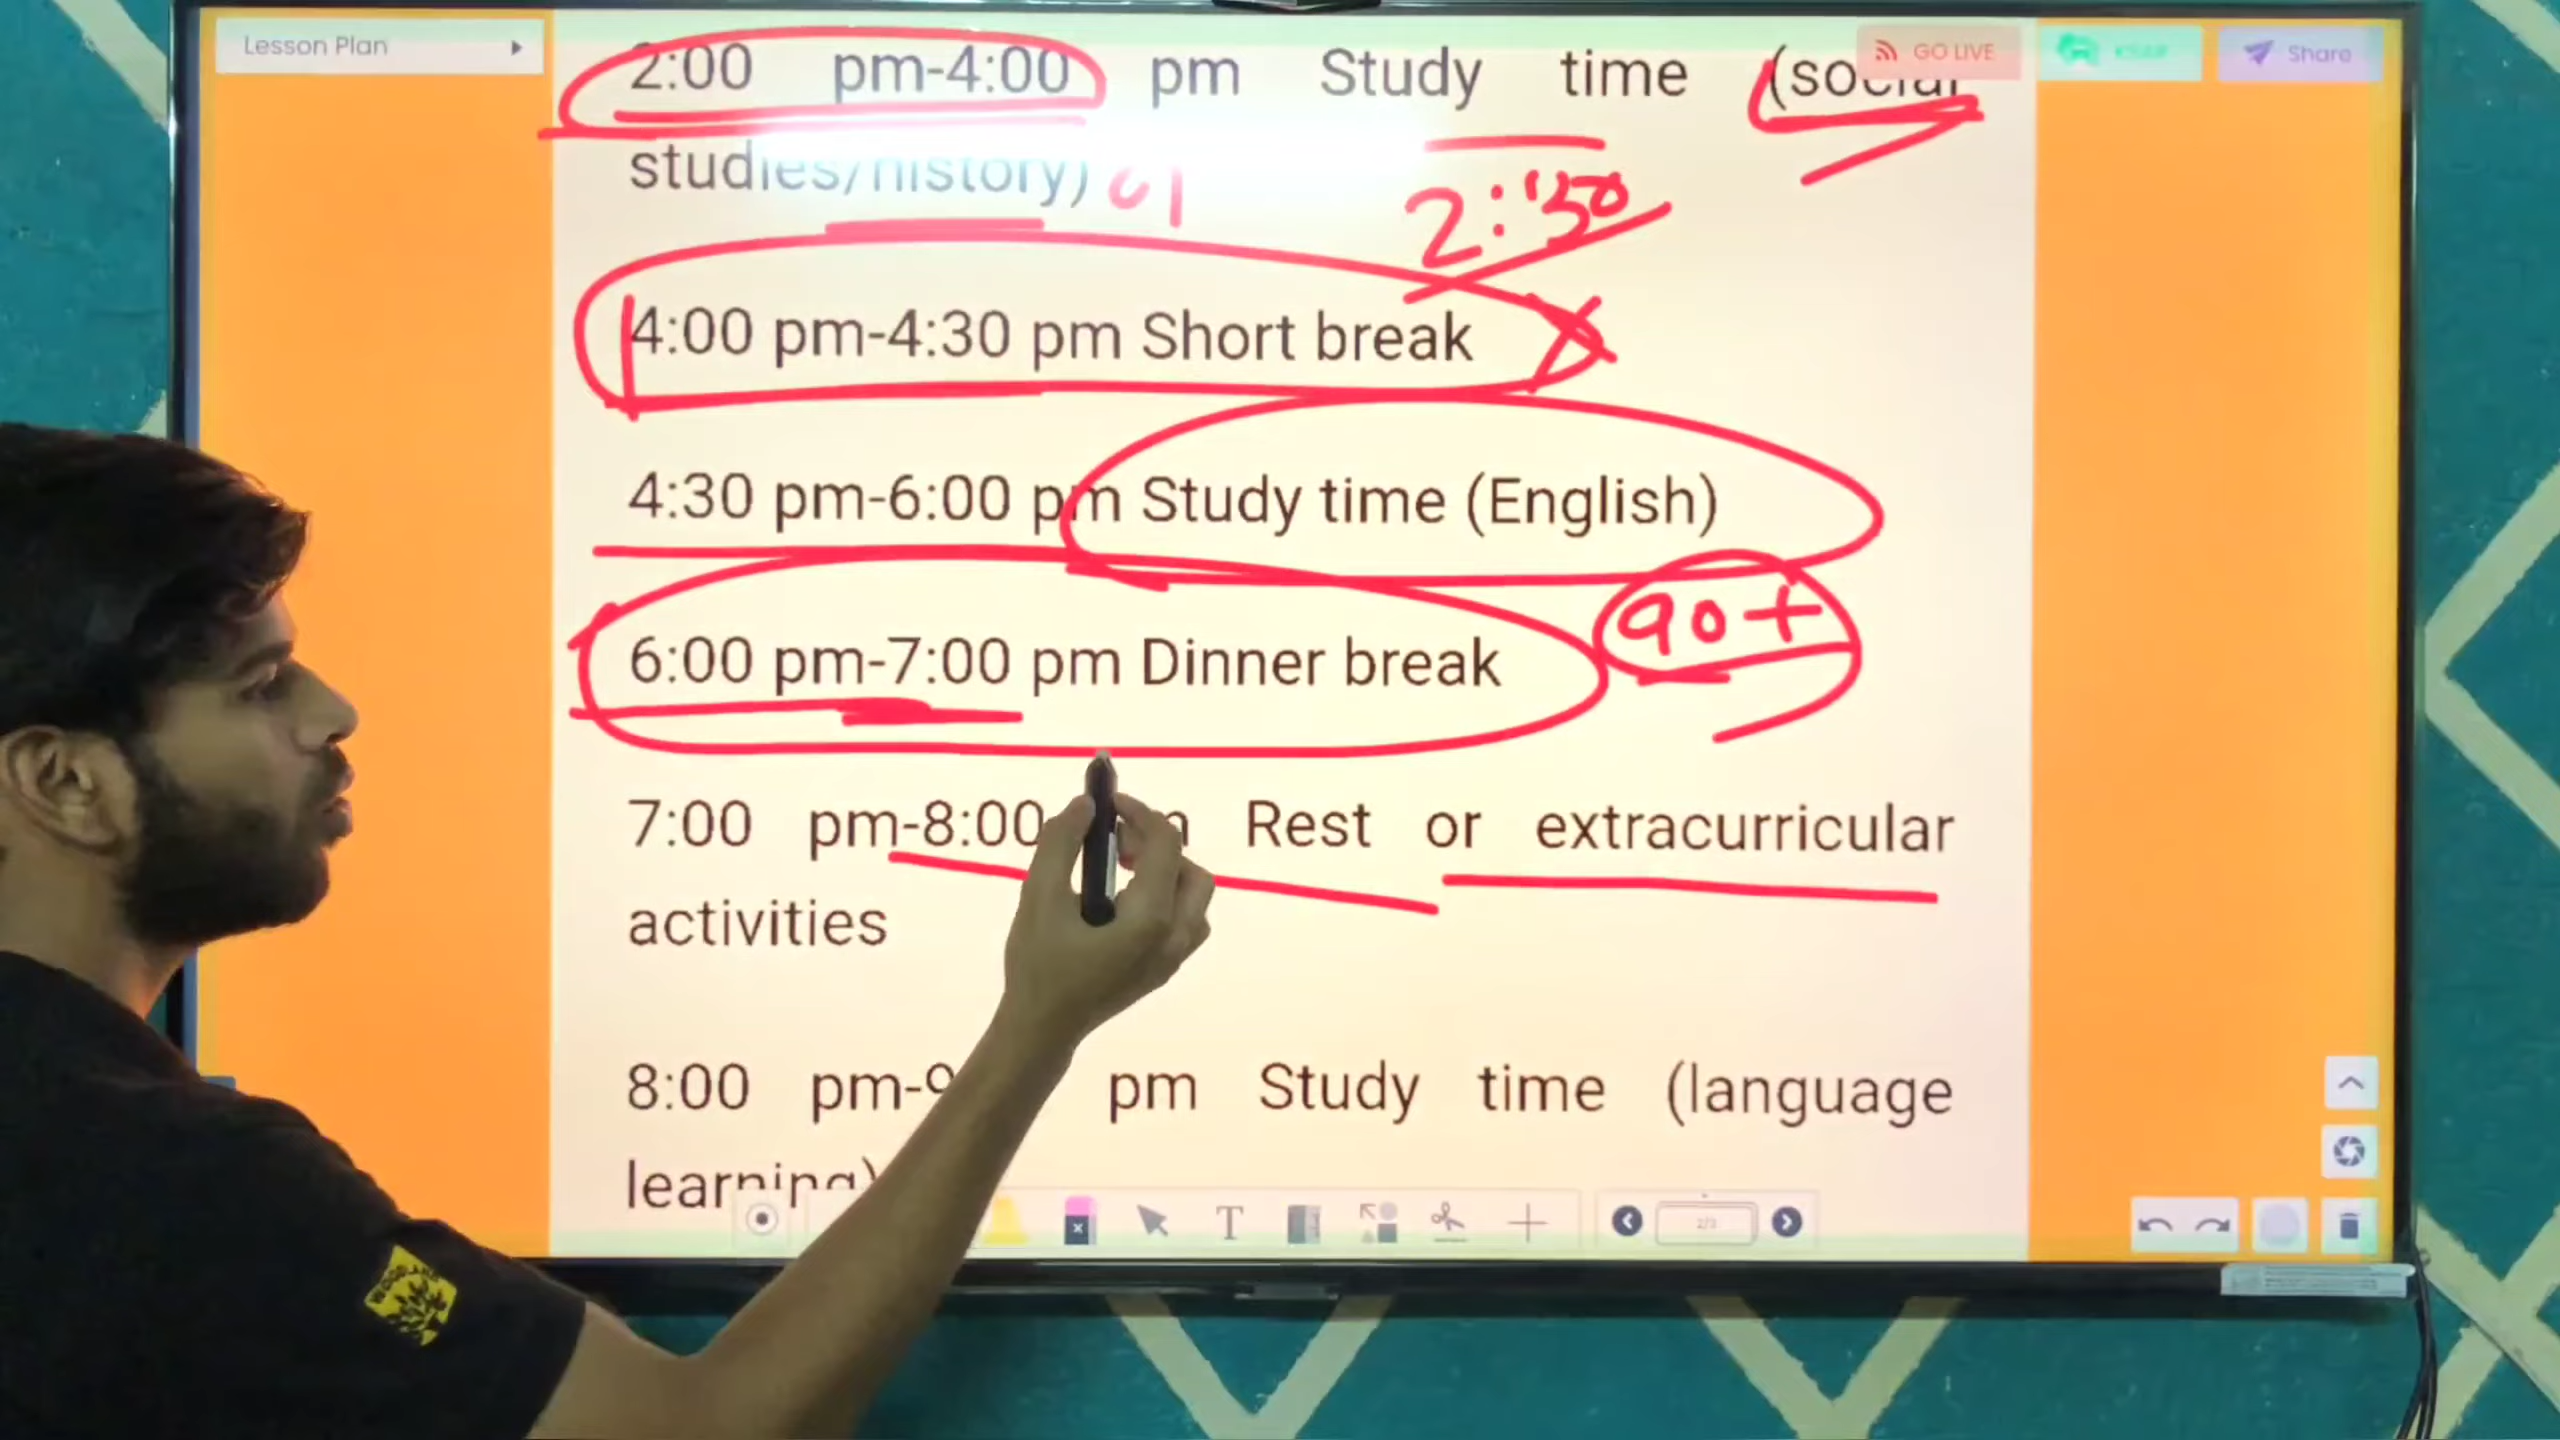 Lesson Plan
GO LIVE
Share
2:00 pm-4:00 pm Study time (social
studies/history)
2:30
4:00 pm-4:30 pm Short break
4:30 pm-6:00 pm Study time (English)
90+
6:00 pm-7:00 pm Dinner break
7:00 pm-8:00 Rest or extracurricular
activities
8:00 pm-9 pm Study time (language
learning)
T
WOODLAND